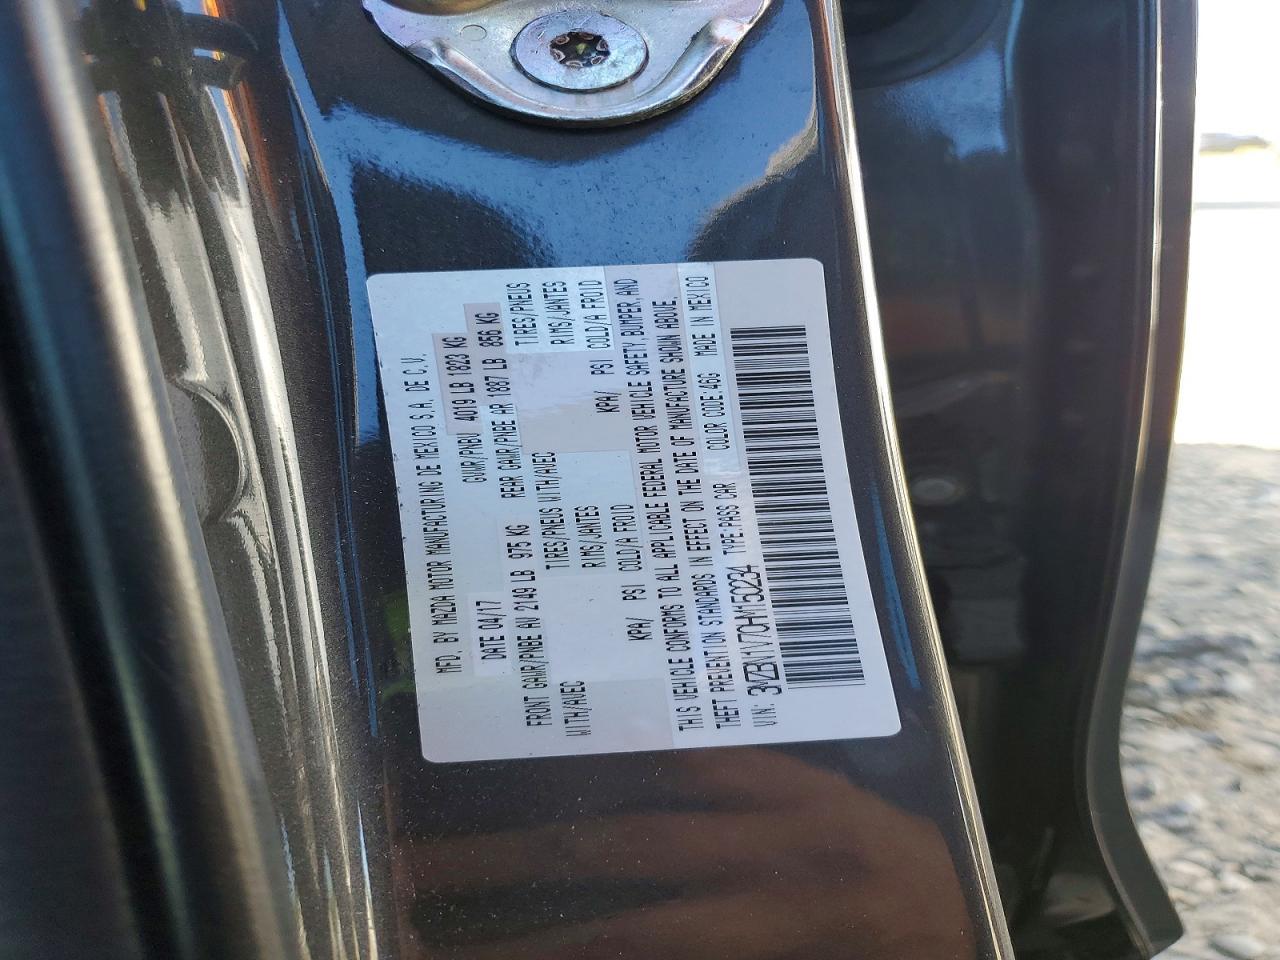 MFD. BY MAZDA MOTOR MANUFACTURING DE MEXICO S.A. DE C.V.
DATE 04/17 GVWR/PNBV 4019 LB 1823 KG
FRONT GAWR/PNBE AV 2149 LB 975 KG REAR GAWR/PNBE AR 1887 LB 856 KG
WITH/AVEC TIRES/PNEUS WITH/AVEC TIRES/PNEUS
RIMS/JANTES RIMS/JANTES
KPA/ PSI COLD/A FROID KPA/ PSI COLD/A FROID
THIS VEHICLE CONFORMS TO ALL APPLICABLE FEDERAL MOTOR VEHICLE SAFETY, BUMPER, AND
THEFT PREVENTION STANDARDS IN EFFECT ON THE DATE OF MANUFACTURE SHOWN ABOVE.
VIN: 3MZBN1V70HM150234 TYPE:PASS CAR COLOR CODE:46G MADE IN MEXICO